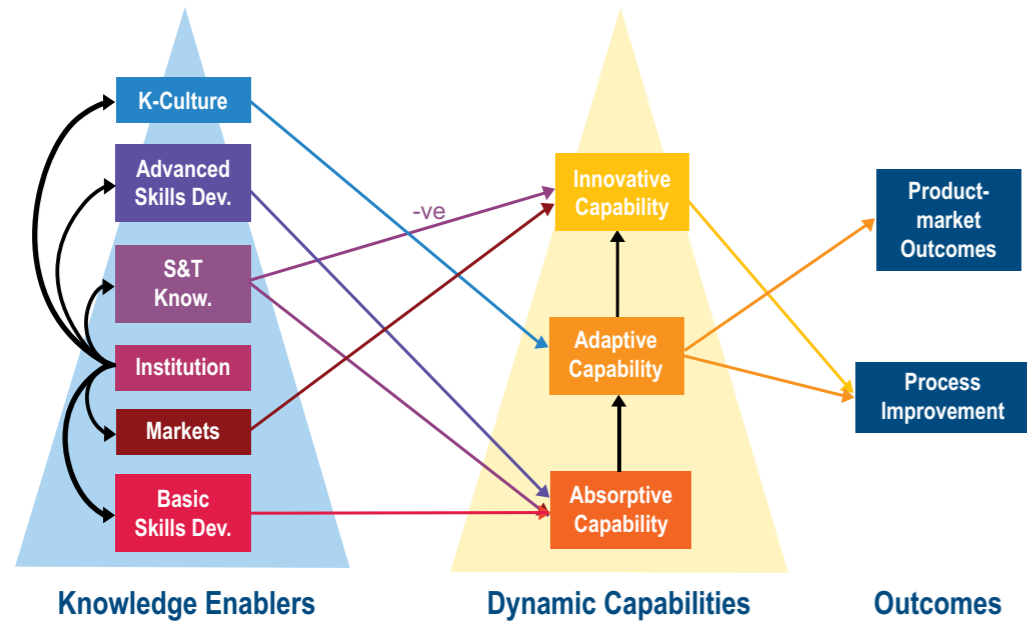 K-Culture
Advanced
Skills Dev.
S&T
Know.
Institution
Markets
Basic
Skills Dev.
-ve
Innovative
Capability
Adaptive
Capability
Absorptive
Capability
Product-
market
Outcomes
Process
Improvement
Knowledge Enablers
Dynamic Capabilities
Outcomes